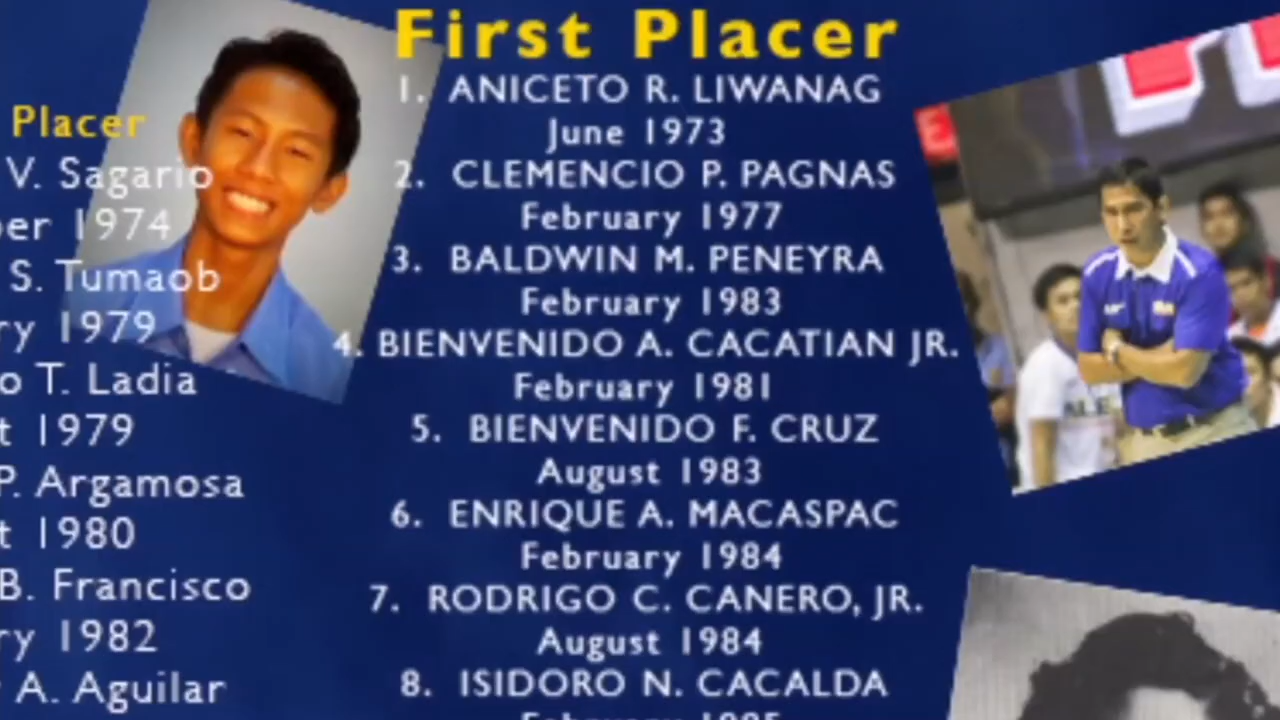 Placer
V. Sagario
1974
S. Tumaob
1979
T. Ladia
1979
P. Argamosa
1980
B. Francisco
1982
A. Aguilar
First Placer
1. ANICETO R. LIWANAG
June 1973
2. CLEMENCIO P. PAGNAS
February 1977
3. BALDWIN M. PENEYRA
February 1983
4. BIENVENIDO A. CACATIAN JR.
February 1981
5. BIENVENIDO F. CRUZ
August 1983
6. ENRIQUE A. MACASPAC
February 1984
7. RODRIGO C. CANERO, JR.
August 1984
8. ISIDORO N. CACALDA